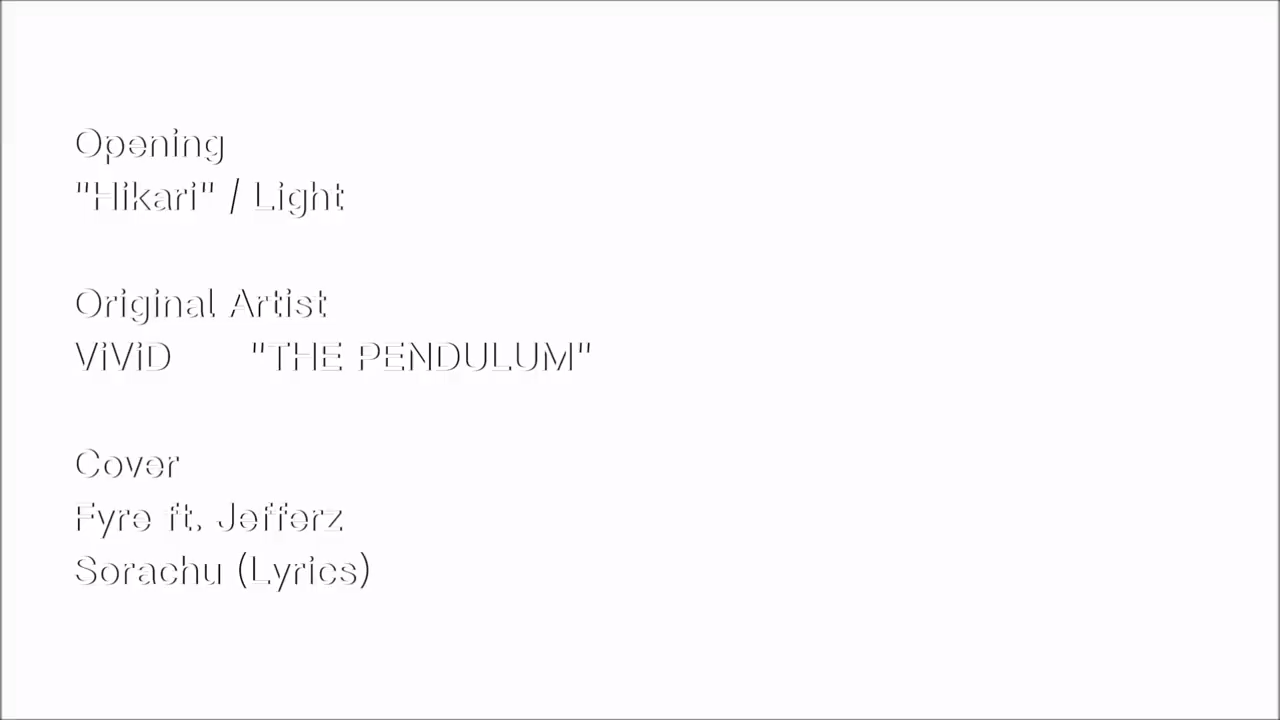 Opening
"Hikari" / Light
Original Artist
ViViD "THE PENDULUM"
Cover
Fyre ft. Jefferz
Sorachu (Lyrics)